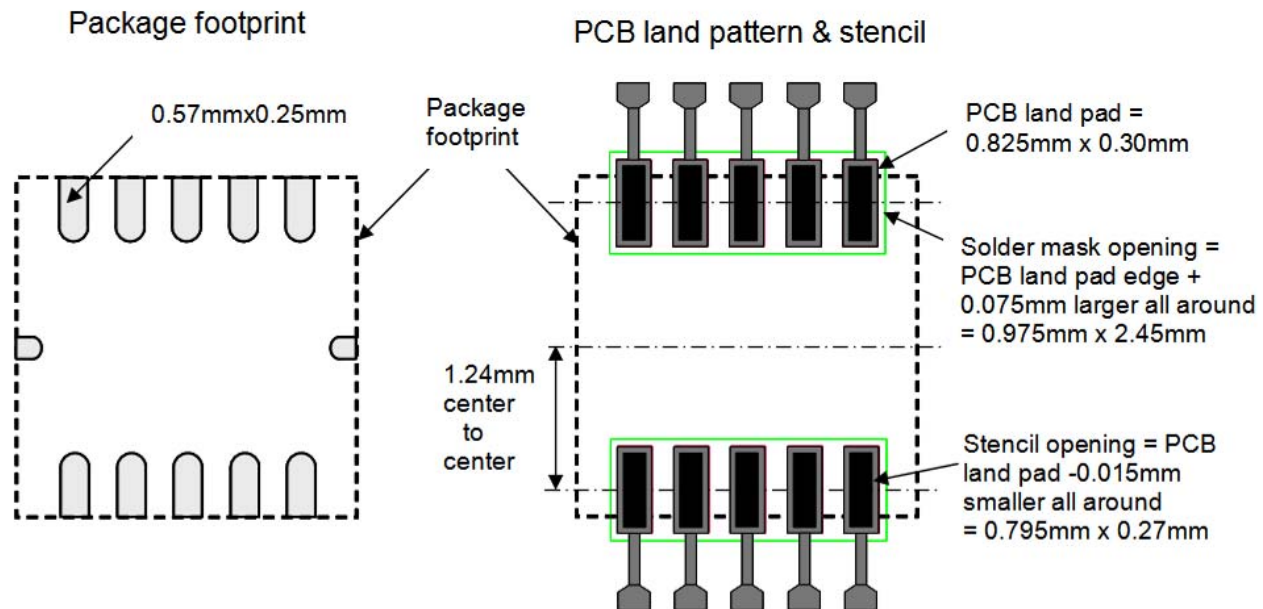 Package footprint
PCB land pattern & stencil
0.57mmx0.25mm
Package
footprint
PCB land pad =
0.825mm x 0.30mm
Solder mask opening =
PCB land pad edge +
0.075mm larger all around
= 0.975mm x 2.45mm
1.24mm
center
to
center
Stencil opening = PCB
land pad -0.015mm
smaller all around
= 0.795mm x 0.27mm